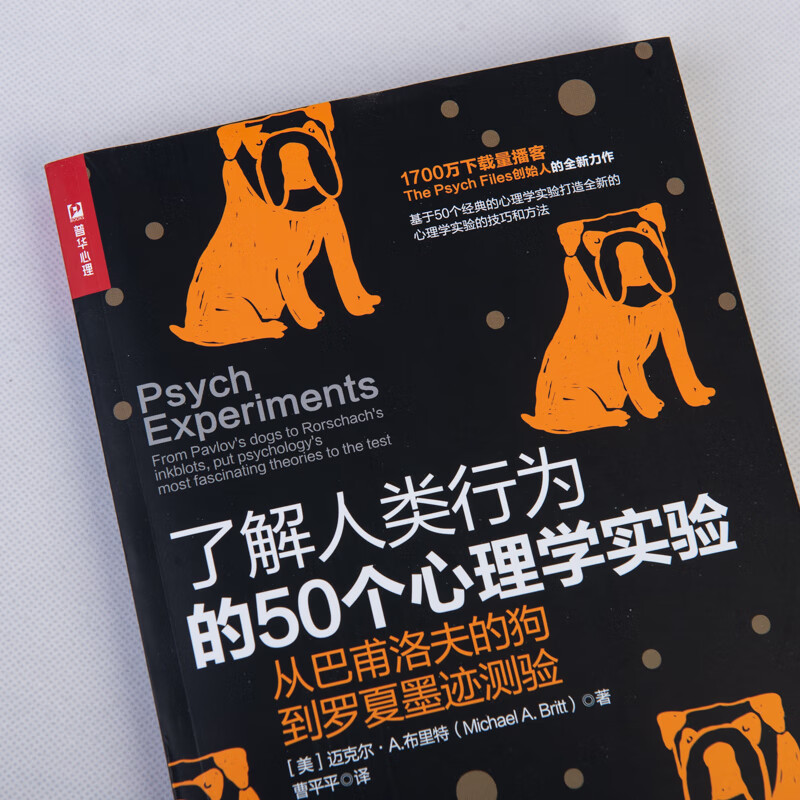 普华心理
1700万下载量播客
The Psych Files创始人的全新力作
基于50个经典的心理学实验打造全新的
心理学实验的技巧和方法
Psych
Experiments
From Pavlov's dogs to Rorschach's
inkblots, put psychology's
most fascinating theories to the test
了解人类行为
的50个心理学实验
从巴甫洛夫的狗
到罗夏墨迹测验
[美] 迈克尔·A.布里特（Michael A. Britt）◎著
曹平平◎译